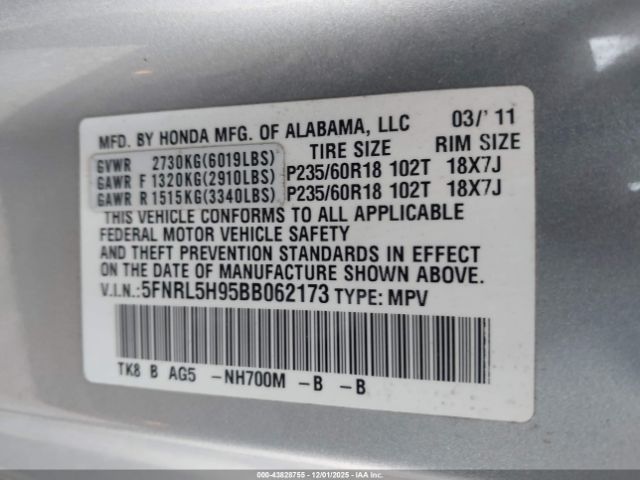 MFD. BY HONDA MFG. OF ALABAMA, LLC 03/'11
TIRE SIZE RIM SIZE
GVWR 2730KG(6019LBS)
GAWR F 1320KG(2910LBS) P235/60R18 102T 18X7J
GAWR R 1515KG(3340LBS) P235/60R18 102T 18X7J
THIS VEHICLE CONFORMS TO ALL APPLICABLE
FEDERAL MOTOR VEHICLE SAFETY
AND THEFT PREVENTION STANDARDS IN EFFECT
ON THE DATE OF MANUFACTURE SHOWN ABOVE.
V.I.N.:5FNRL5H95BB062173 TYPE: MPV
TK8 B AG5 -NH700M -B -B
000-43828755 - 12/01/2025 - IAAI.COM